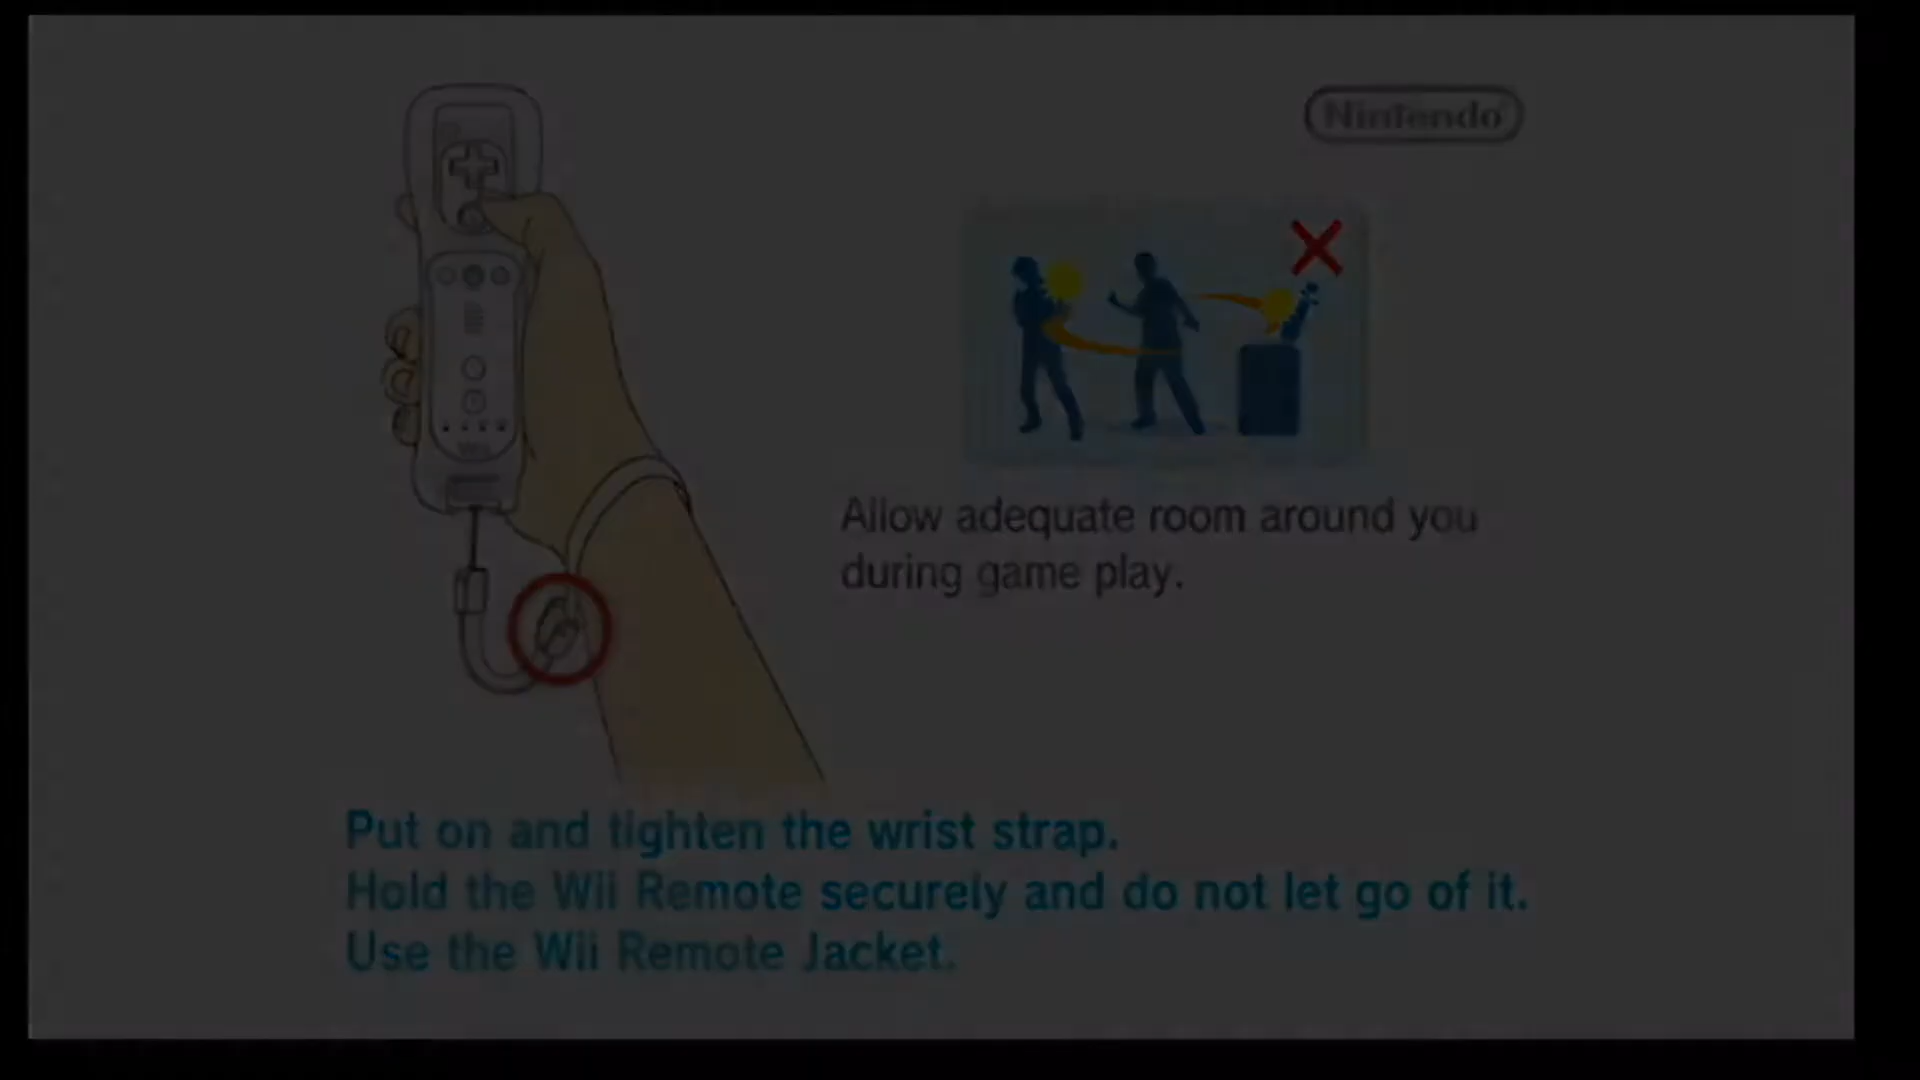 Nintendo
Allow adequate room around you
during game play.
Put on and tighten the wrist strap.
Hold the Wii Remote securely and do not let go of it.
Use the Wii Remote Jacket.